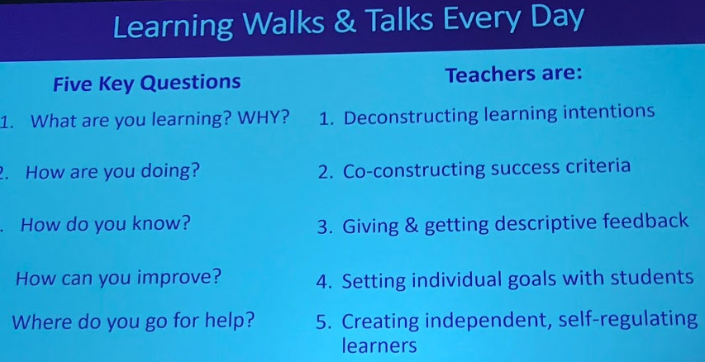 Learning Walks & Talks Every Day
Five Key Questions
1. What are you learning? WHY?
2. How are you doing?
. How do you know?
How can you improve?
Where do you go for help?
Teachers are:
1. Deconstructing learning intentions
2. Co-constructing success criteria
3. Giving & getting descriptive feedback
4. Setting individual goals with students
5. Creating independent, self-regulating
learners